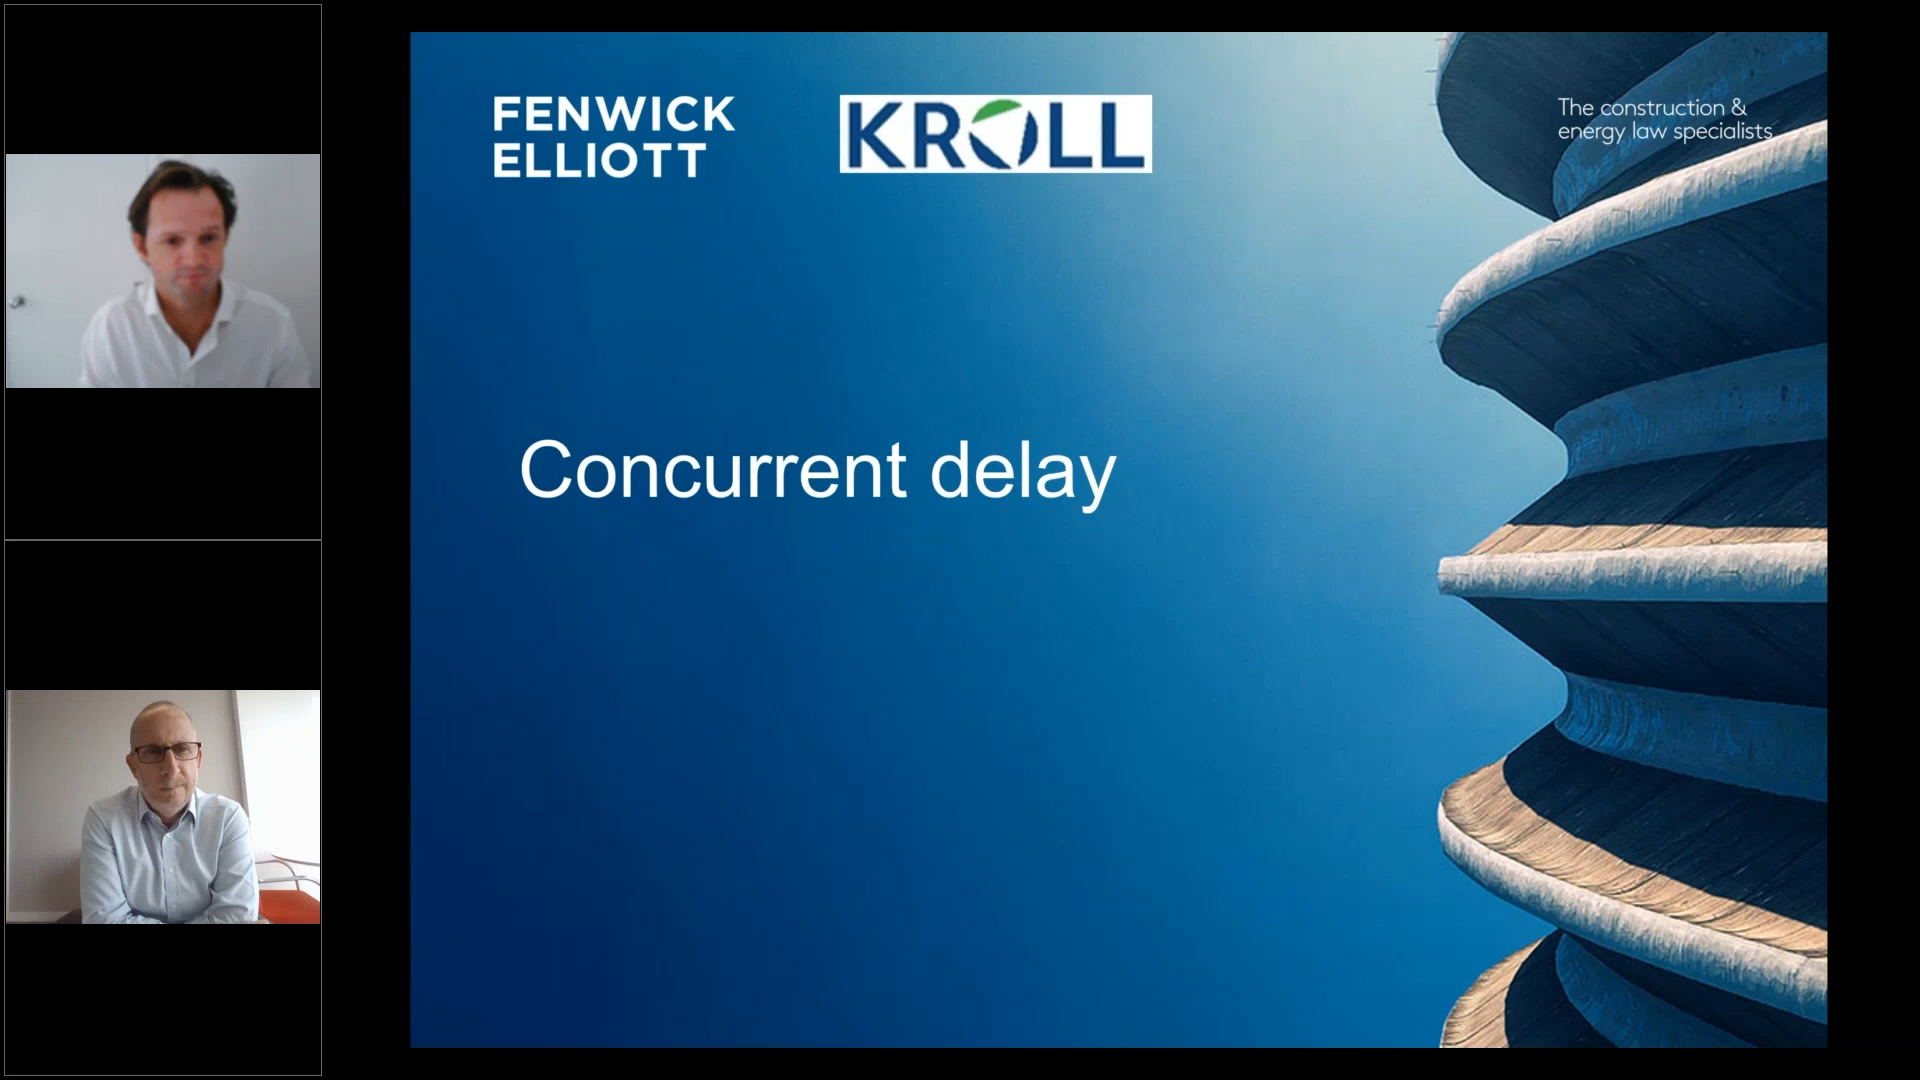 FENWICK
ELLIOTT
KROLL
The construction &
energy law specialists
Concurrent delay